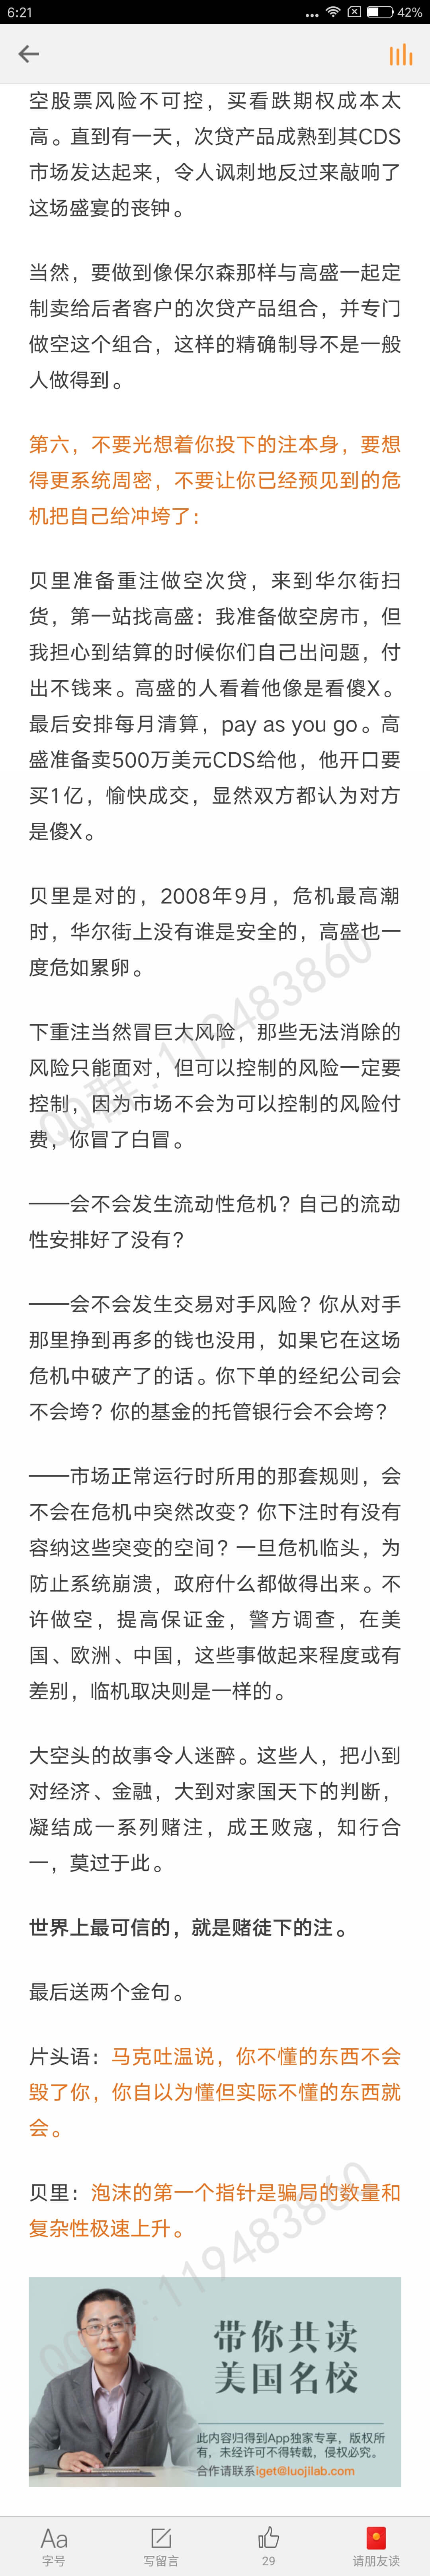 6:21
42%
空股票风险不可控，买看跌期权成本太
高。直到有一天，次贷产品成熟到其CDS
市场发达起来，令人讽刺地反过来敲响了
这场盛宴的丧钟。
当然，要做到像保尔森那样与高盛一起定
制卖给后者客户的次贷产品组合，并专门
做空这个组合，这样的精确制导不是一般
人做得到。
第六，不要光想着你投下的注本身，要想
得更系统周密，不要让你已经预见到的危
机把自己给冲垮了：
贝里准备重注做空次贷，来到华尔街扫
货，第一站找高盛：我准备做空房市，但
我担心到结算的时候你们自己出问题，付
出不钱来。高盛的人看着他像是看傻X。
最后安排每月清算，pay as you go。高
盛准备卖500万美元CDS给他，他开口要
买1亿，愉快成交，显然双方都认为对方
是傻X。
贝里是对的，2008年9月，危机最高潮
时，华尔街上没有谁是安全的，高盛也一
度危如累卵。
下重注当然冒巨大风险，那些无法消除的
风险只能面对，但可以控制的风险一定要
控制，因为市场不会为可以控制的风险付
费，你冒了白冒。
QQ群:119483860
——会不会发生流动性危机？自己的流动
性安排好了没有？
——会不会发生交易对手风险？你从对手
那里挣到再多的钱也没用，如果它在这场
危机中破产了的话。你下单的经纪公司会
不会垮？你的基金的托管银行会不会垮？
——市场正常运行时所用的那套规则，会
不会在危机中突然改变？你下注时有没有
容纳这些突变的空间？一旦危机临头，为
防止系统崩溃，政府什么都做得出来。不
许做空，提高保证金，警方调查，在美
国、欧洲、中国，这些事做起来程度或有
差别，临机取决则是一样的。
大空头的故事令人迷醉。这些人，把小到
对经济、金融，大到对家国天下的判断，
凝结成一系列赌注，成王败寇，知行合
一，莫过于此。
世界上最可信的，就是赌徒下的注。
最后送两个金句。
片头语：马克吐温说，你不懂的东西不会
毁了你，你自以为懂但实际不懂的东西就
会。
贝里：泡沫的第一个指针是骗局的数量和
复杂性极速上升。
QQ群:119483860
带你共读
美国名校
此内容归得到App独家专享，版权所
有，未经许可不得转载，侵权必究。
合作请联系iget@luojilab.com
Aa
字号
写留言
29
请朋友读